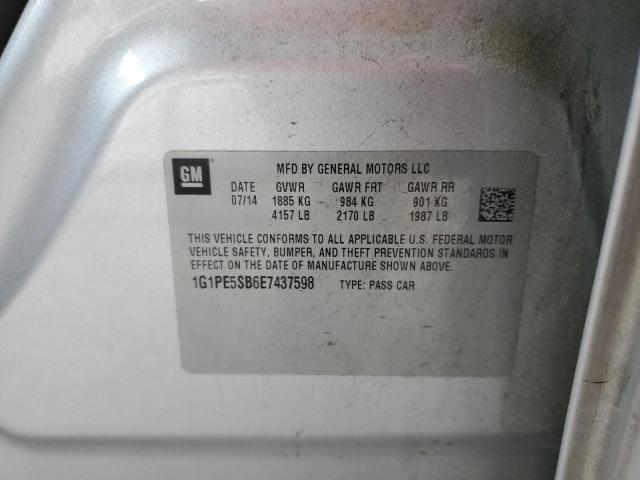 GM
MFD BY GENERAL MOTORS LLC
DATE GVWR GAWR FRT GAWR RR
07/14 1885 KG 984 KG 901 KG
4157 LB 2170 LB 1987 LB
THIS VEHICLE CONFORMS TO ALL APPLICABLE U.S. FEDERAL MOTOR
VEHICLE SAFETY, BUMPER, AND THEFT PREVENTION STANDARDS IN
EFFECT ON THE DATE OF MANUFACTURE SHOWN ABOVE.
1G1PE5SB6E7437598 TYPE: PASS CAR